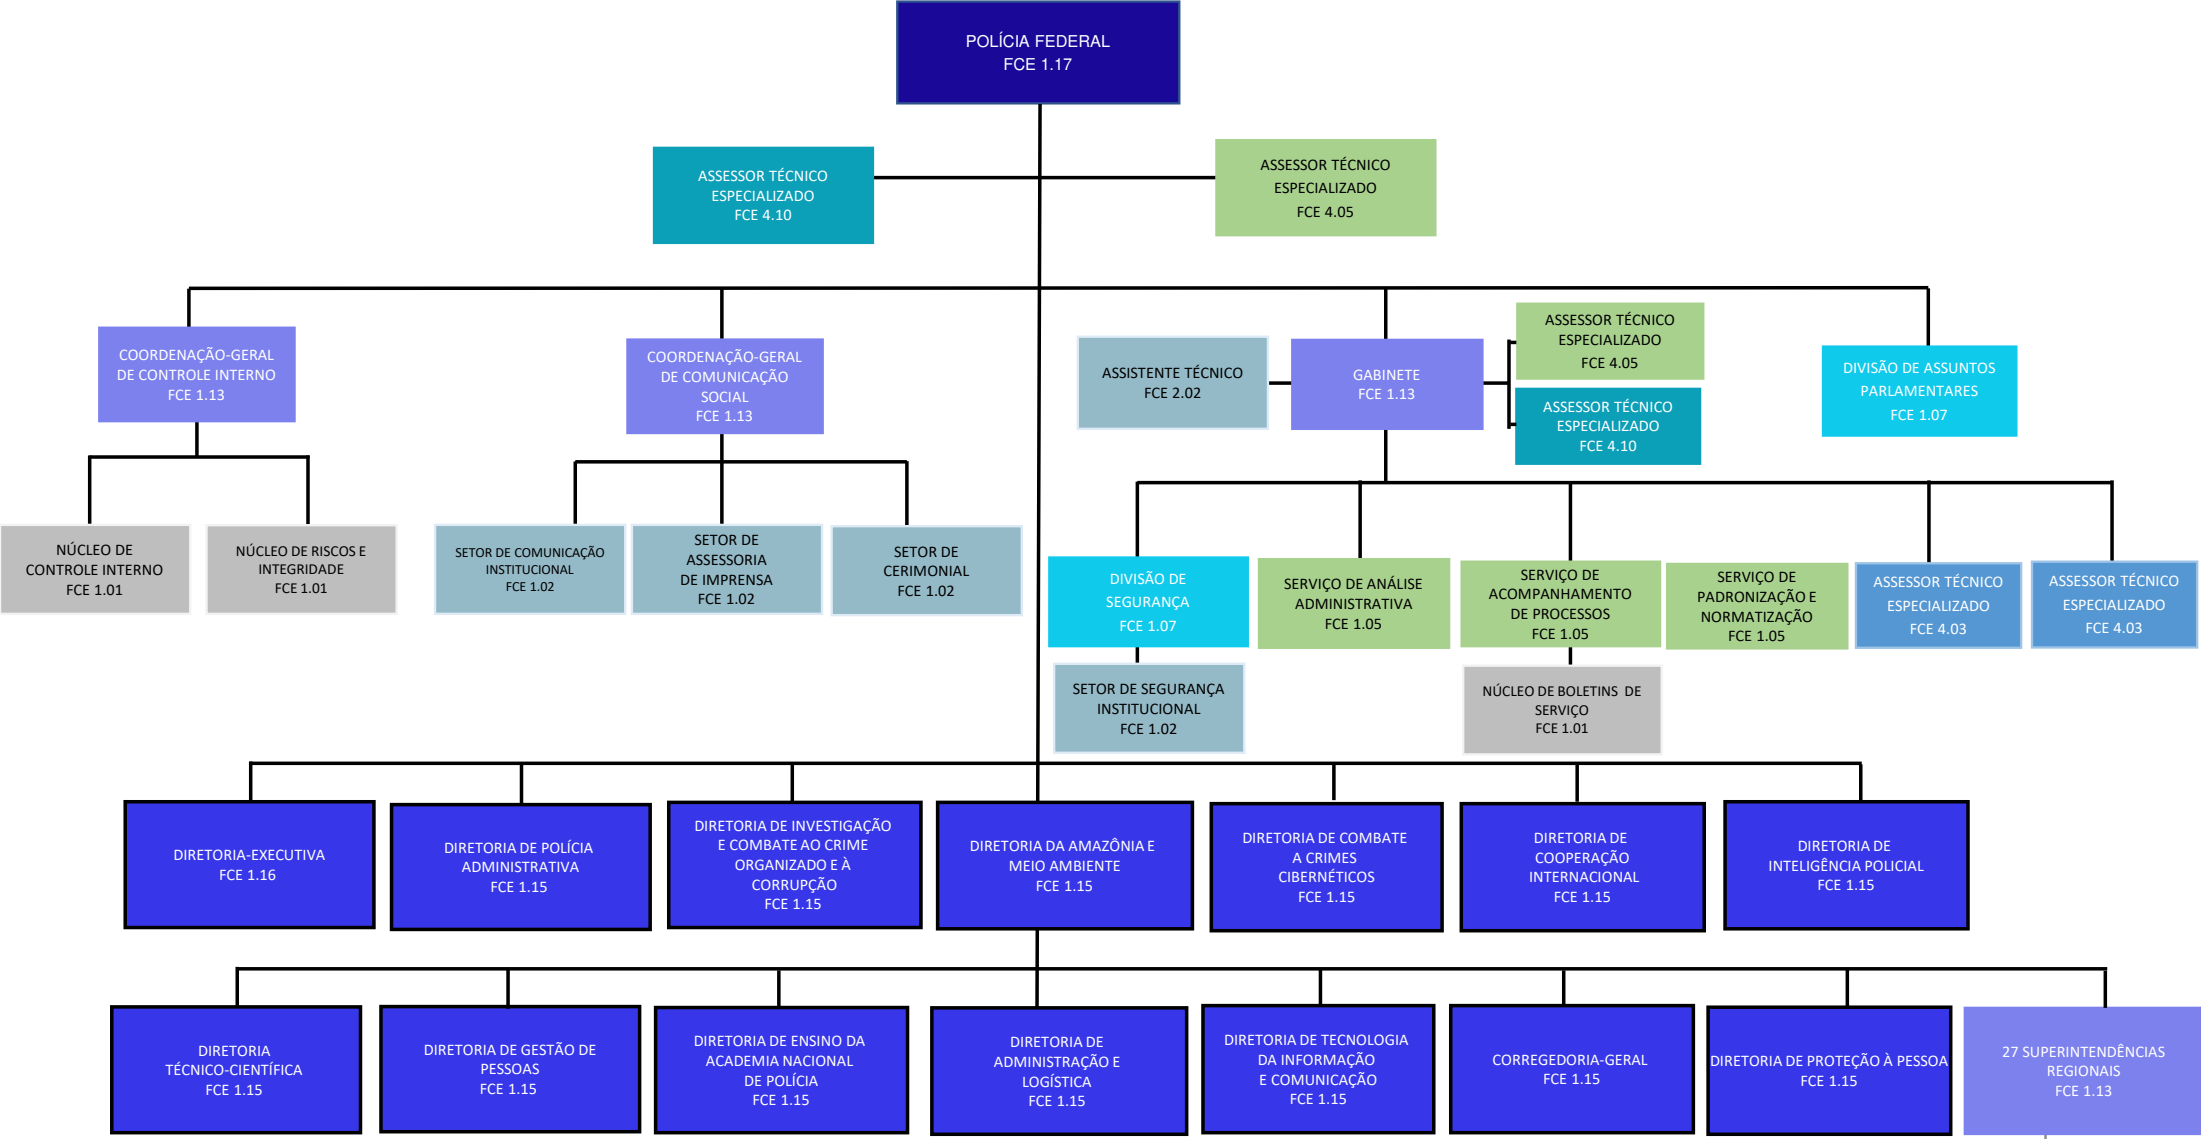 POLÍCIA FEDERAL
FCE 1.17
ASSESSOR TÉCNICO
ESPECIALIZADO
FCE 4.10
ASSESSOR TÉCNICO
ESPECIALIZADO
FCE 4.05
COORDENAÇÃO-GERAL
DE CONTROLE INTERNO
FCE 1.13
COORDENAÇÃO-GERAL
DE COMUNICAÇÃO
SOCIAL
FCE 1.13
ASSISTENTE TÉCNICO
FCE 2.02
GABINETE
FCE 1.13
ASSESSOR TÉCNICO
ESPECIALIZADO
FCE 4.05
ASSESSOR TÉCNICO
ESPECIALIZADO
FCE 4.10
DIVISÃO DE ASSUNTOS
PARLAMENTARES
FCE 1.07
NÚCLEO DE
CONTROLE INTERNO
FCE 1.01
NÚCLEO DE RISCOS E
INTEGRIDADE
FCE 1.01
SETOR DE COMUNICAÇÃO
INSTITUCIONAL
FCE 1.02
SETOR DE
ASSESSORIA
DE IMPRENSA
FCE 1.02
SETOR DE
CERIMONIAL
FCE 1.02
DIVISÃO DE
SEGURANÇA
FCE 1.07
SERVIÇO DE ANÁLISE
ADMINISTRATIVA
FCE 1.05
SERVIÇO DE
ACOMPANHAMENTO
DE PROCESSOS
FCE 1.05
SERVIÇO DE
PADRONIZAÇÃO E
NORMATIZAÇÃO
FCE 1.05
ASSESSOR TÉCNICO
ESPECIALIZADO
FCE 4.03
ASSESSOR TÉCNICO
ESPECIALIZADO
FCE 4.03
SETOR DE SEGURANÇA
INSTITUCIONAL
FCE 1.02
NÚCLEO DE BOLETINS DE
SERVIÇO
FCE 1.01
DIRETORIA-EXECUTIVA
FCE 1.16
DIRETORIA DE POLÍCIA
ADMINISTRATIVA
FCE 1.15
DIRETORIA DE INVESTIGAÇÃO
E COMBATE AO CRIME
ORGANIZADO E À
CORRUPÇÃO
FCE 1.15
DIRETORIA DA AMAZÔNIA E
MEIO AMBIENTE
FCE 1.15
DIRETORIA DE COMBATE
A CRIMES
CIBERNÉTICOS
FCE 1.15
DIRETORIA DE
COOPERAÇÃO
INTERNACIONAL
FCE 1.15
DIRETORIA DE
INTELIGÊNCIA POLICIAL
FCE 1.15
DIRETORIA
TÉCNICO-CIENTÍFICA
FCE 1.15
DIRETORIA DE GESTÃO DE
PESSOAS
FCE 1.15
DIRETORIA DE ENSINO DA
ACADEMIA NACIONAL
DE POLÍCIA
FCE 1.15
DIRETORIA DE
ADMINISTRAÇÃO E
LOGÍSTICA
FCE 1.15
DIRETORIA DE TECNOLOGIA
DA INFORMAÇÃO
E COMUNICAÇÃO
FCE 1.15
CORREGEDORIA-GERAL
FCE 1.15
DIRETORIA DE PROTEÇÃO À PESSOA
FCE 1.15
27 SUPERINTENDÊNCIAS
REGIONAIS
FCE 1.13